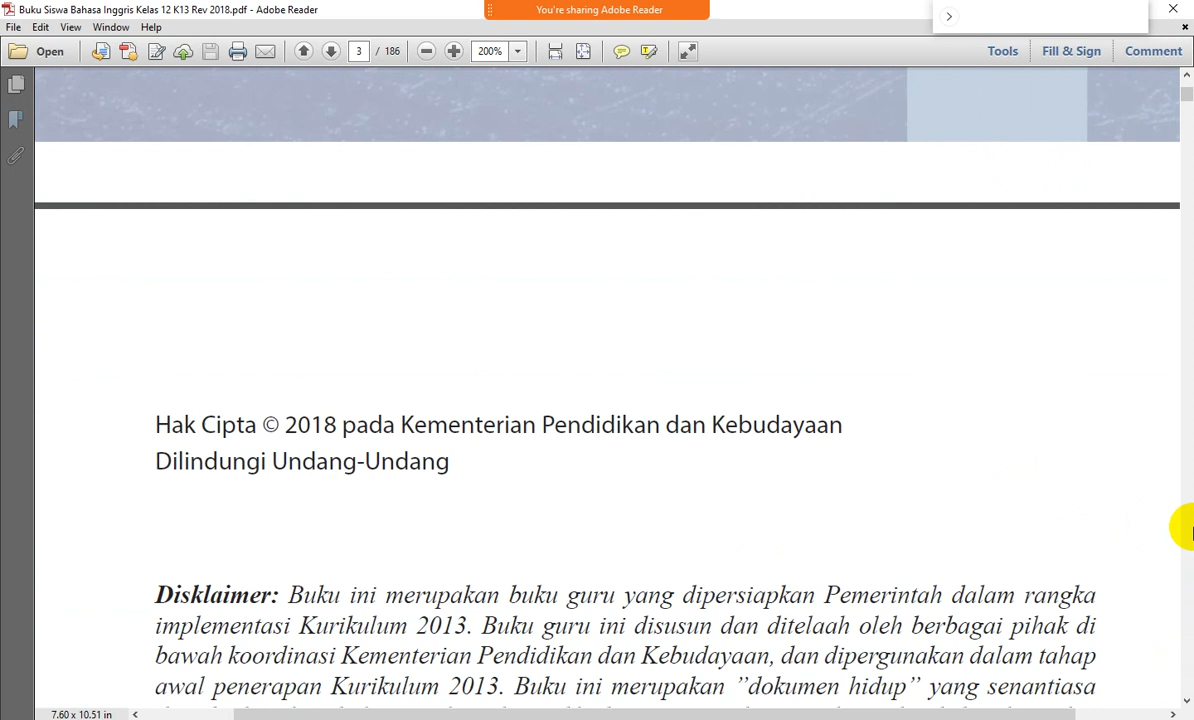 Buku Siswa Bahasa Inggris Kelas 12 K13 Rev 2018.pdf - Adobe Reader
You're sharing Adobe Reader
File Edit View Window Help
Open
3 / 186
200%
Tools
Fill & Sign
Comment
Hak Cipta © 2018 pada Kementerian Pendidikan dan Kebudayaan
Dilindungi Undang-Undang
Disklaimer: Buku ini merupakan buku guru yang dipersiapkan Pemerintah dalam rangka
implementasi Kurikulum 2013. Buku guru ini disusun dan ditelaah oleh berbagai pihak di
bawah koordinasi Kementerian Pendidikan dan Kebudayaan, dan dipergunakan dalam tahap
awal penerapan Kurikulum 2013. Buku ini merupakan ”dokumen hidup” yang senantiasa
7.60 x 10.51 in